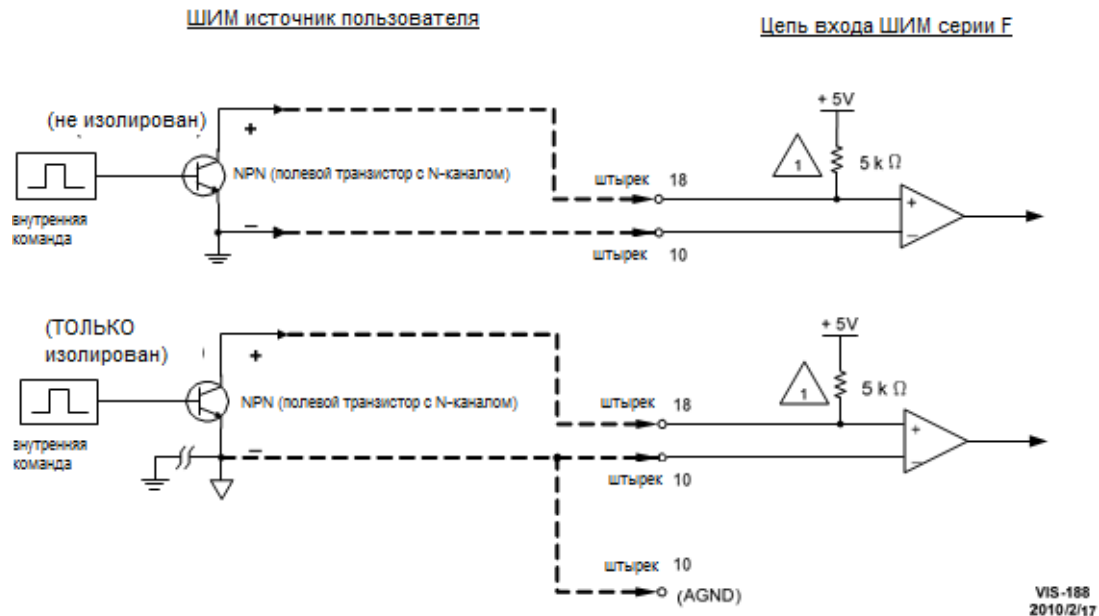 ШИМ источник пользователя
Цепь входа ШИМ серии F
(не изолирован)
+
NPN (полевой транзистор с N-каналом)
–
внутренняя
команда
штырек 18
штырек 10
+ 5V
1
5 k Ω
+
–
(ТОЛЬКО
изолирован)
+
NPN (полевой транзистор с N-каналом)
–
внутренняя
команда
штырек 18
штырек 10
+ 5V
1
5 k Ω
+
–
штырек 10
(AGND)
VIS-188
2010/2/17